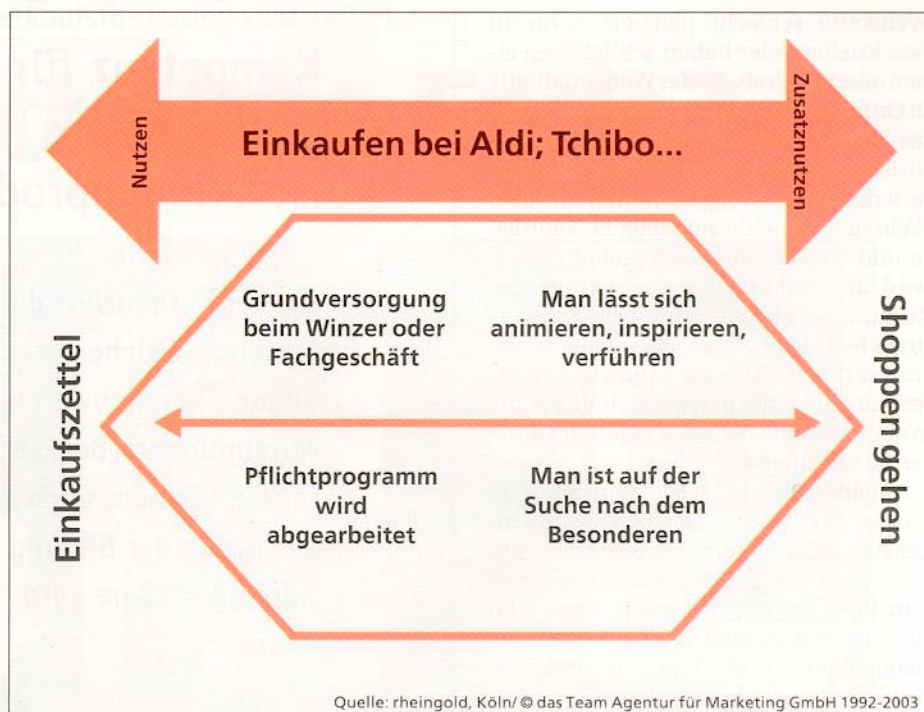 Nutzen
Einkaufen bei Aldi; Tchibo...
Zusatznutzen
Einkaufszettel
Grundversorgung
beim Winzer oder
Fachgeschäft
Man lässt sich
animieren, inspirieren,
verführen
Pflichtprogramm
wird
abgearbeitet
Man ist auf der
Suche nach dem
Besonderen
Shoppen gehen
Quelle: rheingold, Köln/ © das Team Agentur für Marketing GmbH 1992-2003